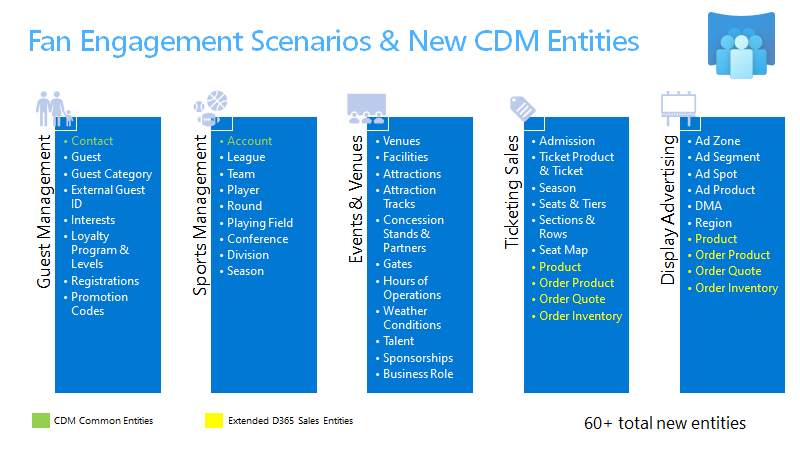 Fan Engagement Scenarios & New CDM Entities
Guest Management
• Contact
• Guest
• Guest Category
• External Guest
ID
• Interests
• Loyalty
Program &
Levels
• Registrations
• Promotion
Codes
Sports Management
• Account
• League
• Team
• Player
• Round
• Playing Field
• Conference
• Division
• Season
Events & Venues
• Venues
• Facilities
• Attractions
• Attraction
Tracks
• Concession
Stands &
Partners
• Gates
• Hours of
Operations
• Weather
Conditions
• Talent
• Sponsorships
• Business Role
Ticketing Sales
• Admission
• Ticket Product
& Ticket
• Season
• Seats & Tiers
• Sections &
Rows
• Seat Map
• Product
• Order Product
• Order Quote
• Order Inventory
Display Advertising
• Ad Zone
• Ad Segment
• Ad Spot
• Ad Product
• DMA
• Region
• Product
• Order Product
• Order Quote
• Order Inventory
CDM Common Entities
Extended D365 Sales Entities
60+ total new entities